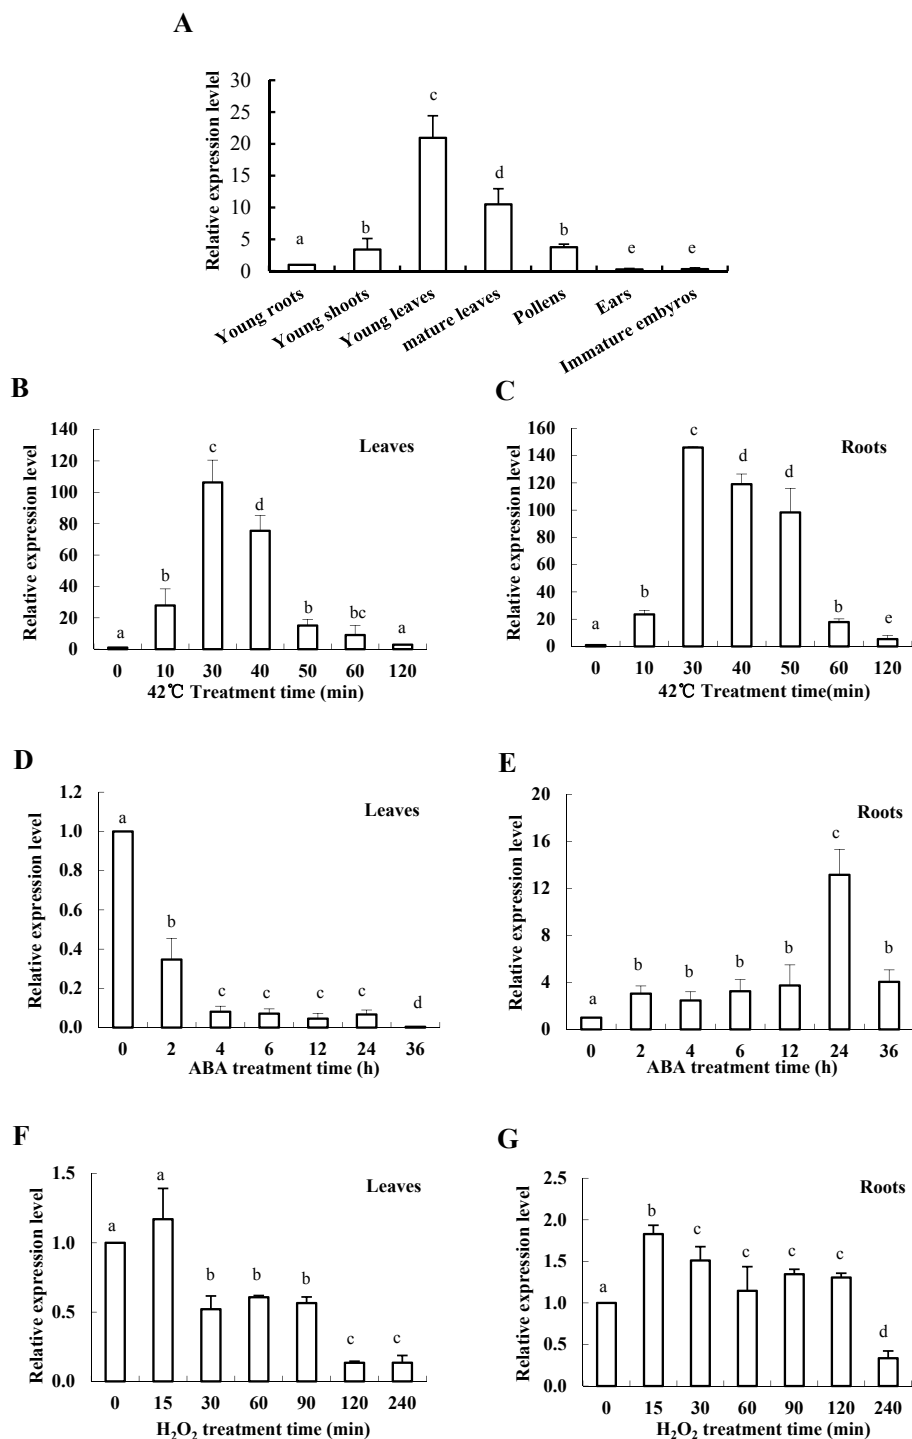 A
Relative expression levlel
30
25
20
15
10
5
0
a
b
c
d
b
e
e
Young roots
Young shoots
Young leaves
mature leaves
Pollens
Ears
Immature embyros
B
Relative expression level
140
120
100
80
60
40
20
0
Leaves
a
b
c
d
b
bc
a
0 10 30 40 50 60 120
42℃ Treatment time (min)
C
Relative expression level
160
140
120
100
80
60
40
20
0
Roots
a
b
c
d
d
b
e
0 10 30 40 50 60 120
42℃ Treatment time(min)
D
Relative expression level
1.2
1.0
0.8
0.6
0.4
0.2
0.0
Leaves
a
b
c
c
c
c
d
0 2 4 6 12 24 36
ABA treatment time (h)
E
Relative expression level
20
16
12
8
4
0
Roots
a
b
b
b
b
c
b
0 2 4 6 12 24 36
ABA treatment time (h)
F
Relative expression level
1.5
1.0
0.5
0.0
Leaves
a
a
b
b
b
c
c
0 15 30 60 90 120 240
H₂O₂ treatment time (min)
G
Relative expression level
2.5
2.0
1.5
1.0
0.5
0.0
Roots
a
b
c
c
c
c
d
0 15 30 60 90 120 240
H₂O₂ treatment time (min)